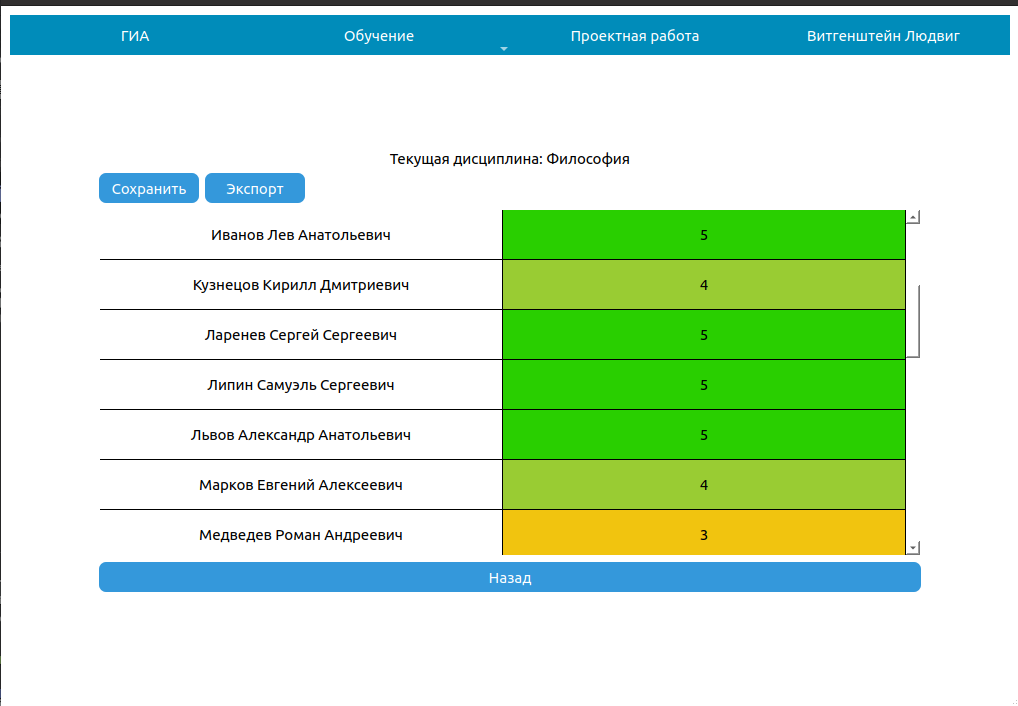 ГИА Обучение Проектная работа Витгенштейн Людвиг
Текущая дисциплина: Философия
Сохранить Экспорт
Иванов Лев Анатольевич 5
Кузнецов Кирилл Дмитриевич 4
Ларенев Сергей Сергеевич 5
Липин Самуэль Сергеевич 5
Львов Александр Анатольевич 5
Марков Евгений Алексеевич 4
Медведев Роман Андреевич 3
Назад